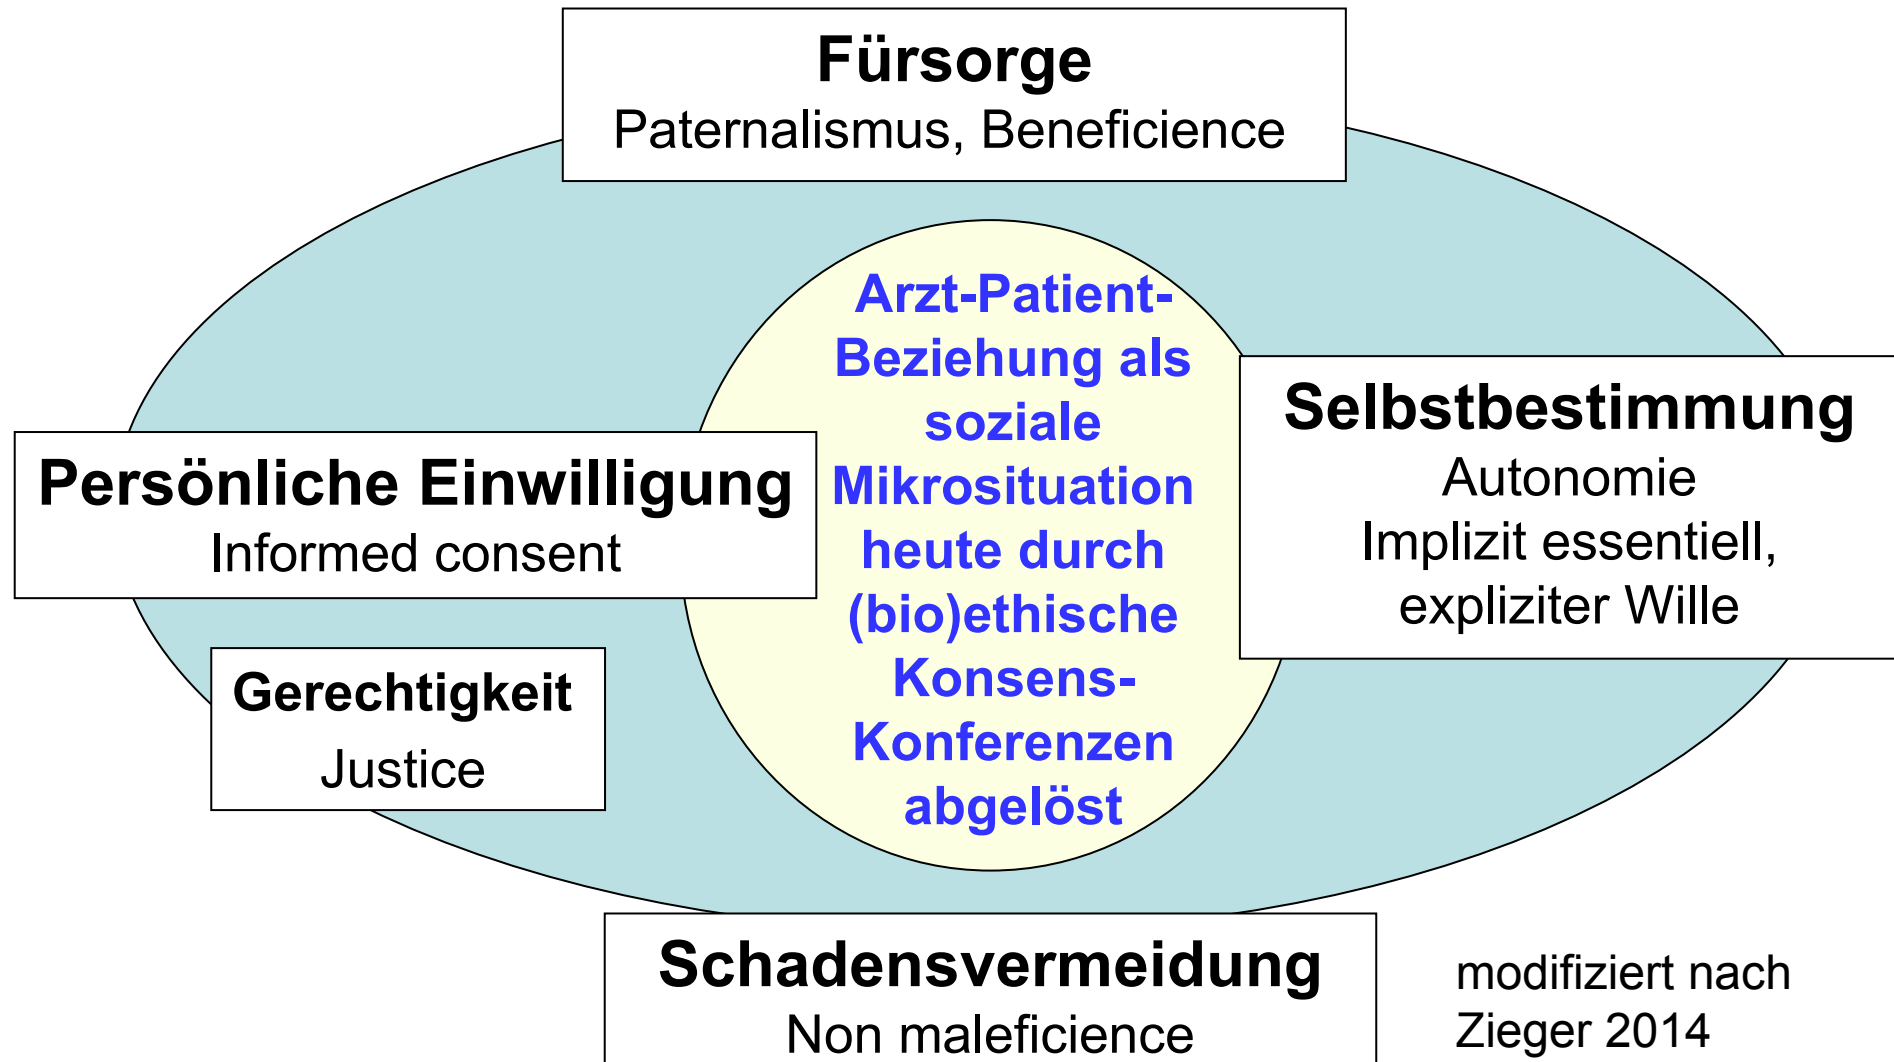 Fürsorge
Paternalismus, Beneficience
Arzt-Patient-
Beziehung als
soziale
Mikrosituation
heute durch
(bio)ethische
Konsens-
Konferenzen
abgelöst
Selbstbestimmung
Autonomie
Implizit essentiell,
expliziter Wille
Persönliche Einwilligung
Informed consent
Gerechtigkeit
Justice
Schadensvermeidung
Non maleficience
modifiziert nach
Zieger 2014